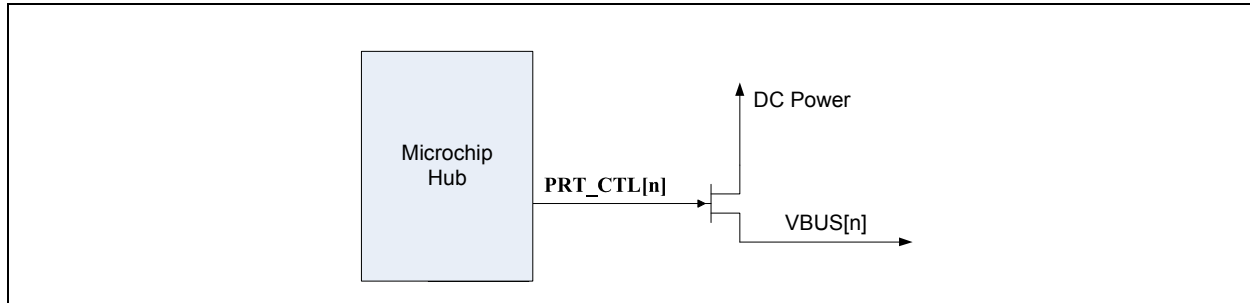 DC Power
Microchip
Hub
PRT_CTL[n]
VBUS[n]